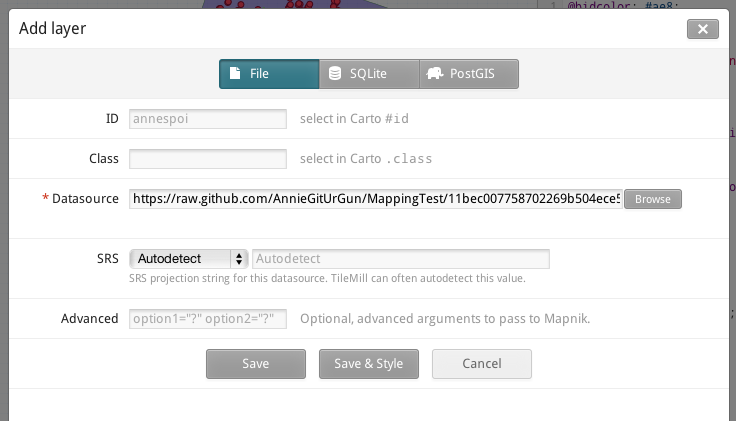 1 @hidcolor: #ae8;
Add layer
File SQLite PostGIS
ID annespoi select in Carto #id
Class select in Carto .class
* Datasource https://raw.github.com/AnnieGitUrGun/MappingTest/11bec007758702269b504ece5 Browse
SRS Autodetect Autodetect
SRS projection string for this datasource. TileMill can often autodetect this value.
Advanced option1="?" option2="?" Optional, advanced arguments to pass to Mapnik.
Save Save & Style Cancel